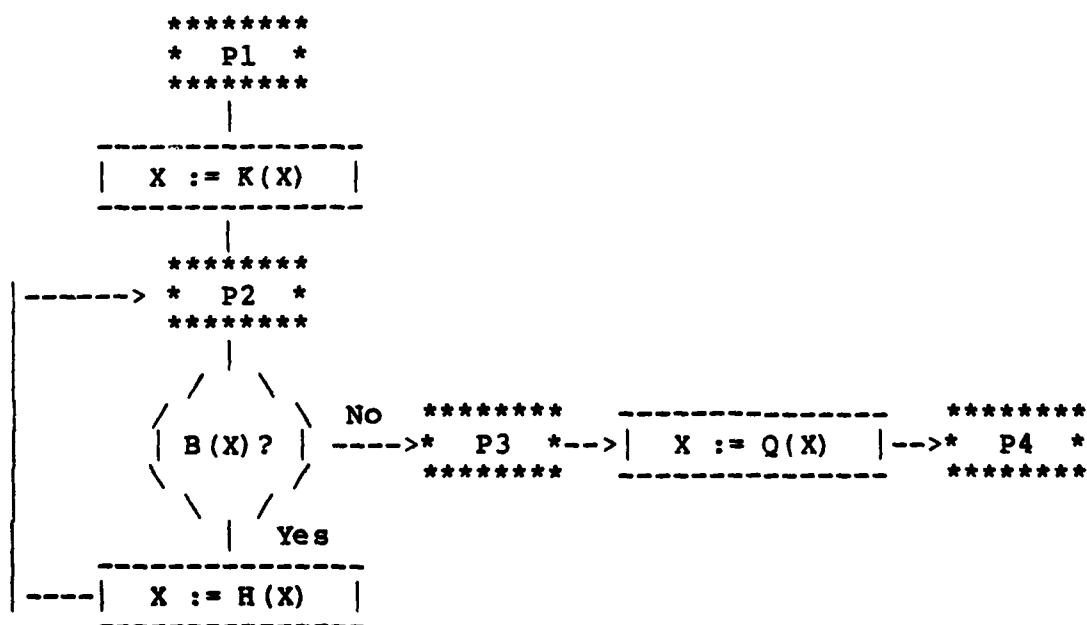 P1
X := K(X)
P2
B(X)?
No
P3
X := Q(X)
P4
Yes
X := H(X)